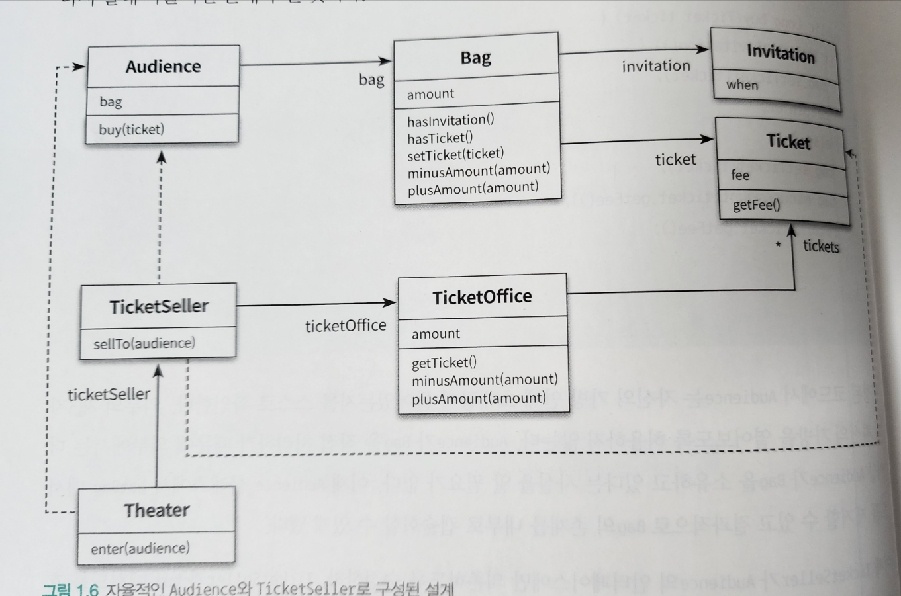 Audience
bag
buy(ticket)
bag
Bag
amount
hasInvitation()
hasTicket()
setTicket(ticket)
minusAmount(amount)
plusAmount(amount)
invitation
Invitation
when
ticket
Ticket
fee
getFee()
* tickets
TicketSeller
sellTo(audience)
ticketOffice
TicketOffice
amount
getTicket()
minusAmount(amount)
plusAmount(amount)
ticketSeller
Theater
enter(audience)
그림 1.6 자율적인 Audience와 TicketSeller로 구성된 설계